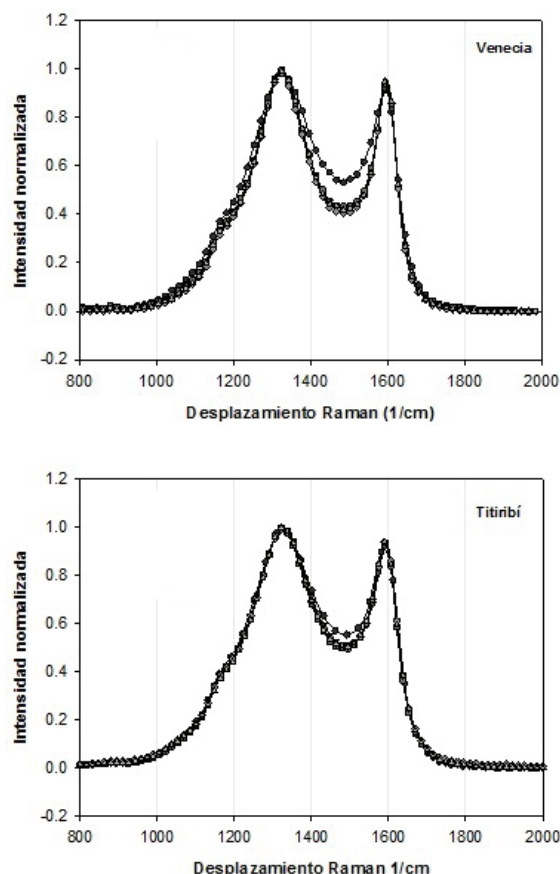 1.2
Venecia
1.0
0.8
0.6
0.4
0.2
0.0
-0.2
800 1000 1200 1400 1600 1800 2000
Intensidad normalizada
Desplazamiento Raman (1/cm)
1.2
Titiribí
1.0
0.8
0.6
0.4
0.2
0.0
-0.2
800 1000 1200 1400 1600 1800 2000
Intensidad normalizada
Desplazamiento Raman 1/cm